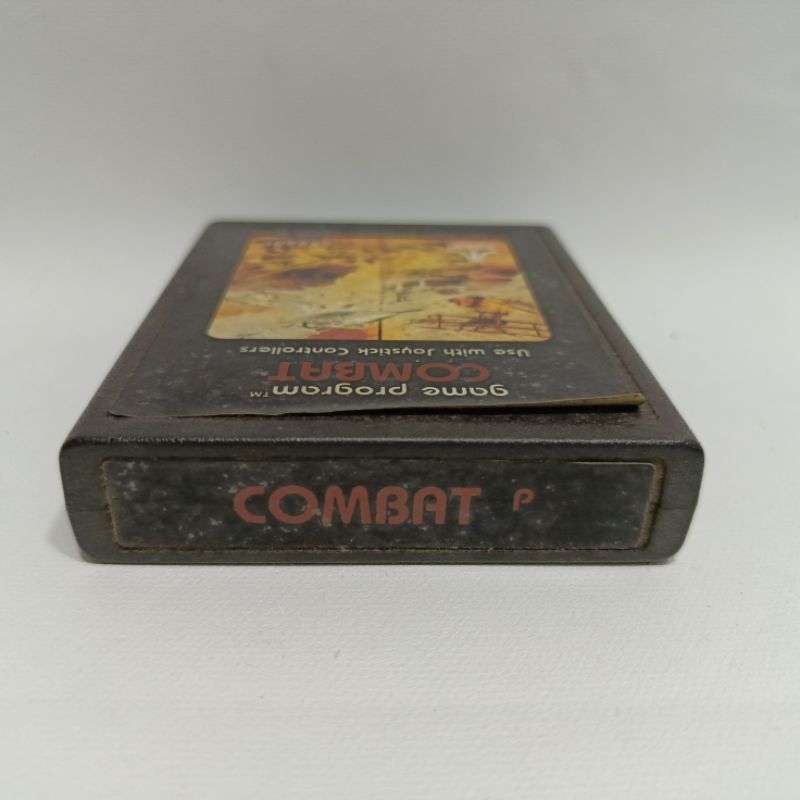 game program™
COMBAT
Use with Joystick Controllers
COMBAT P